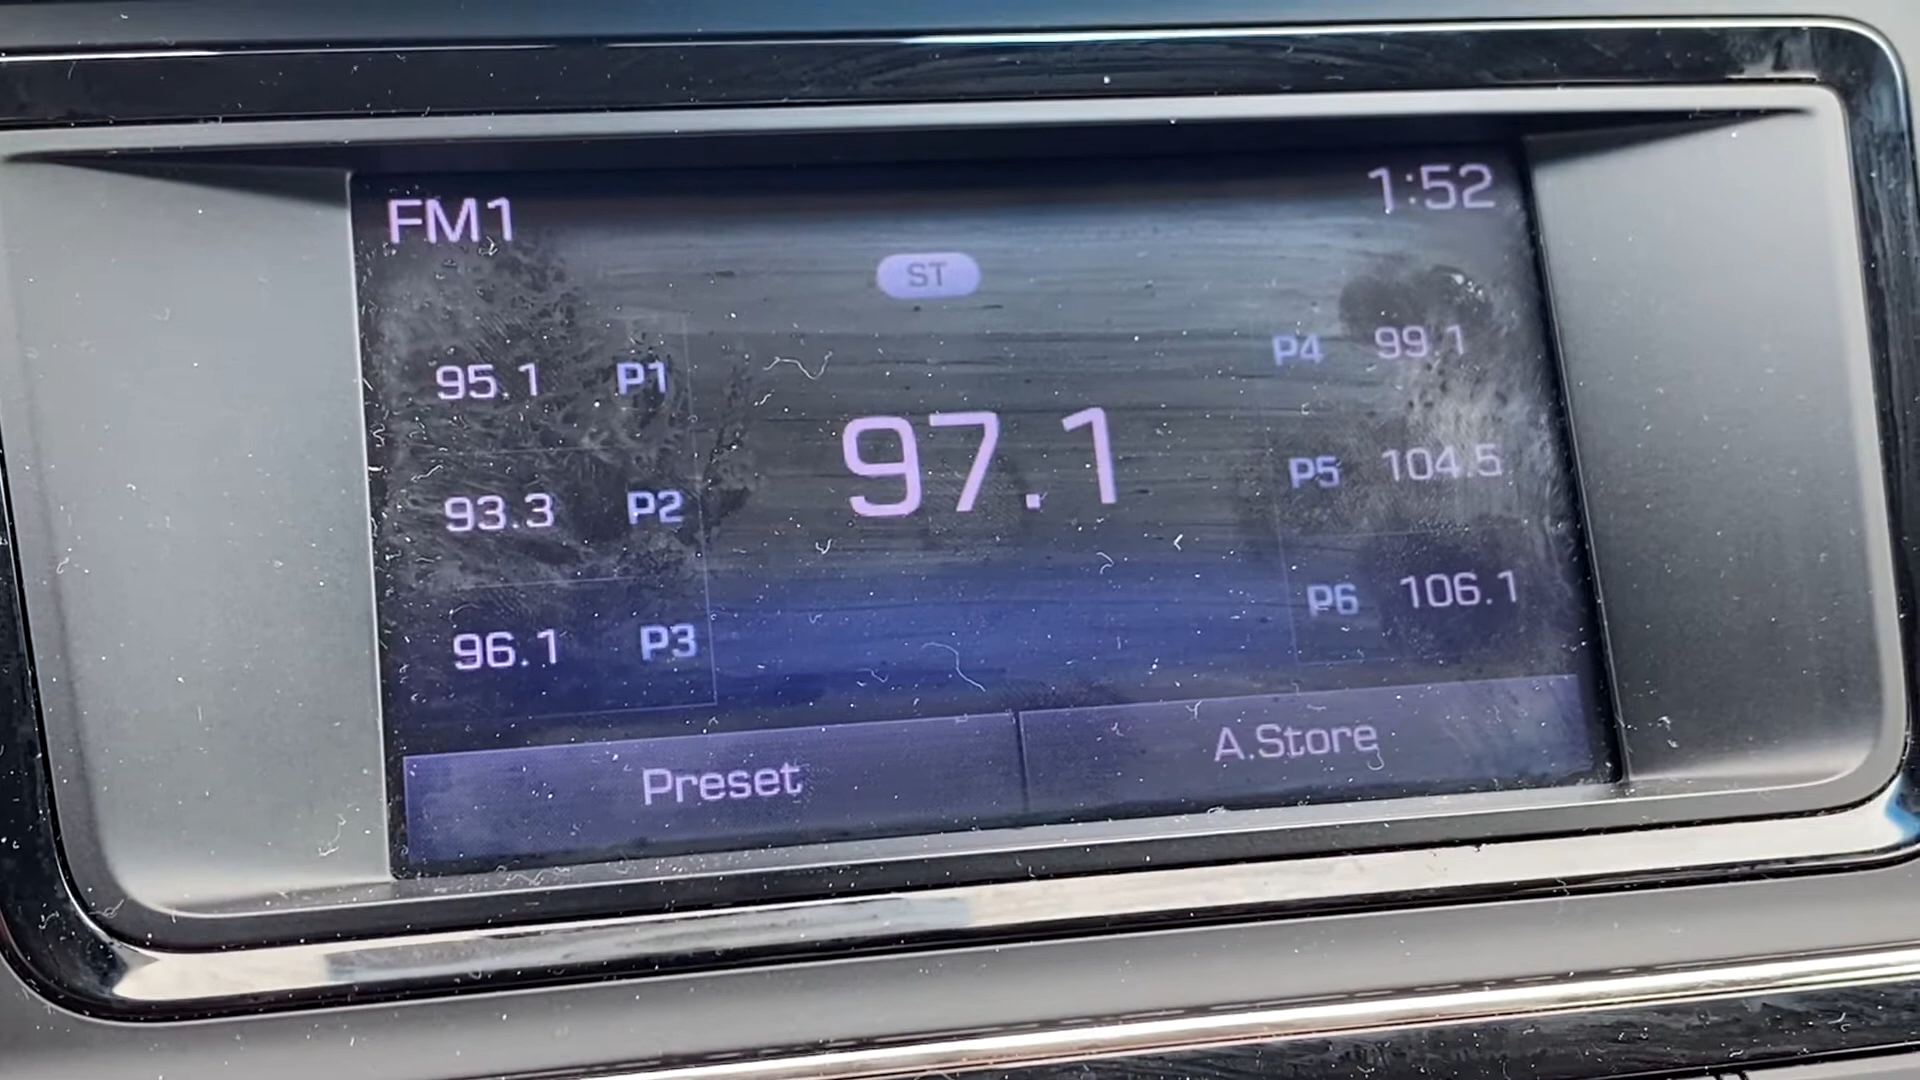 FM1
1:52
ST
95.1 P1
93.3 P2
96.1 P3
97.1
P4 99.1
P5 104.5
P6 106.1
Preset
A.Store